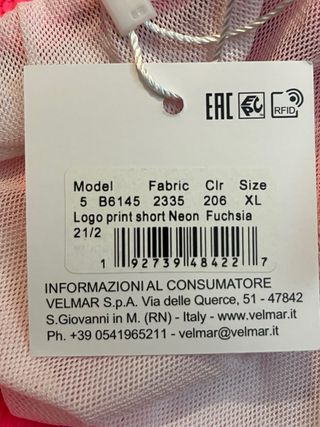 EAC EPC RFID
Model Fabric Clr Size
5 B6145 2335 206 XL
Logo print short Neon Fuchsia
21/2
1 92739 48422 7
INFORMAZIONI AL CONSUMATORE
VELMAR S.p.A. Via delle Querce, 51 - 47842
S.Giovanni in M. (RN) - Italy - www.velmar.it
Ph. +39 0541965211 - velmar@velmar.it